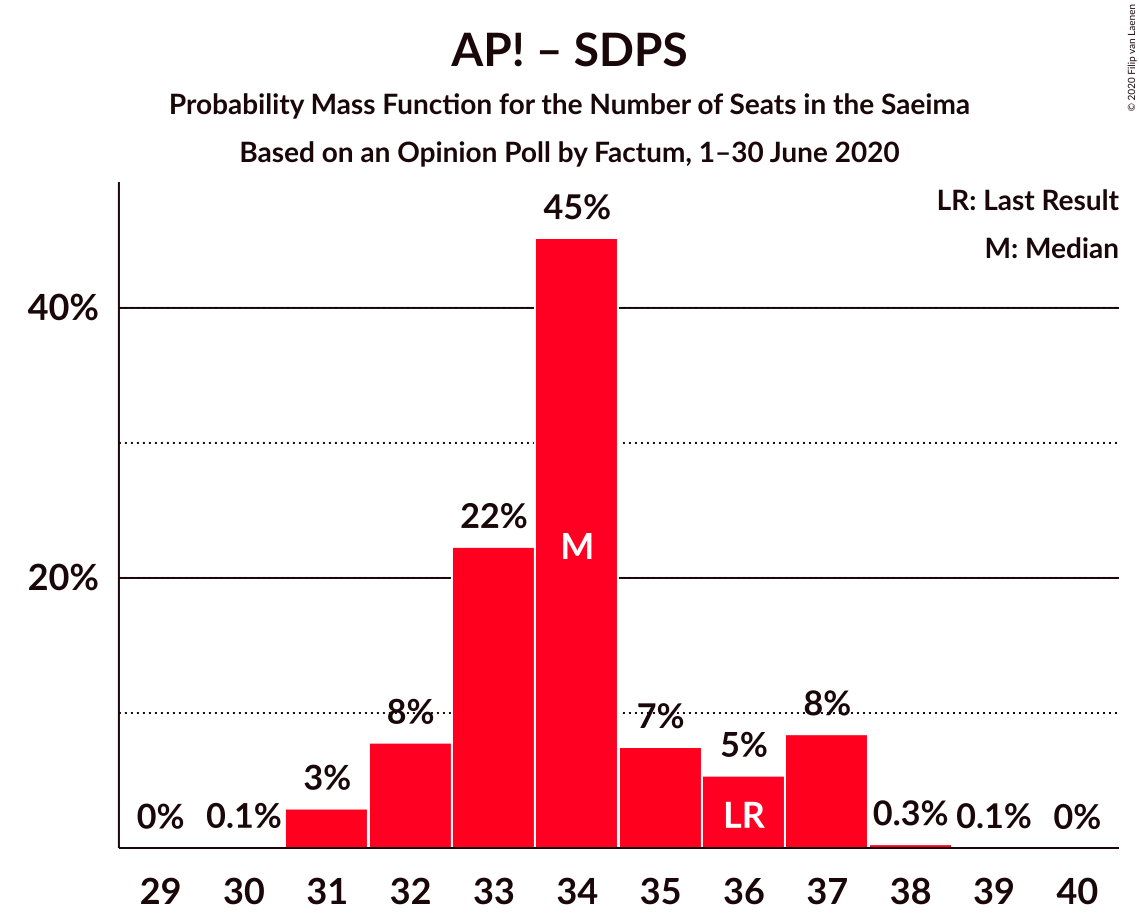 AP! – SDPS
Probability Mass Function for the Number of Seats in the Saeima
Based on an Opinion Poll by Factum, 1–30 June 2020
© 2020 Filip van Laenen
LR: Last Result
M: Median
45%
40%
22%
M
20%
8%
7%
8%
5%
3%
0%
0.1%
LR
0.3%
0.1%
0%
29 30 31 32 33 34 35 36 37 38 39 40